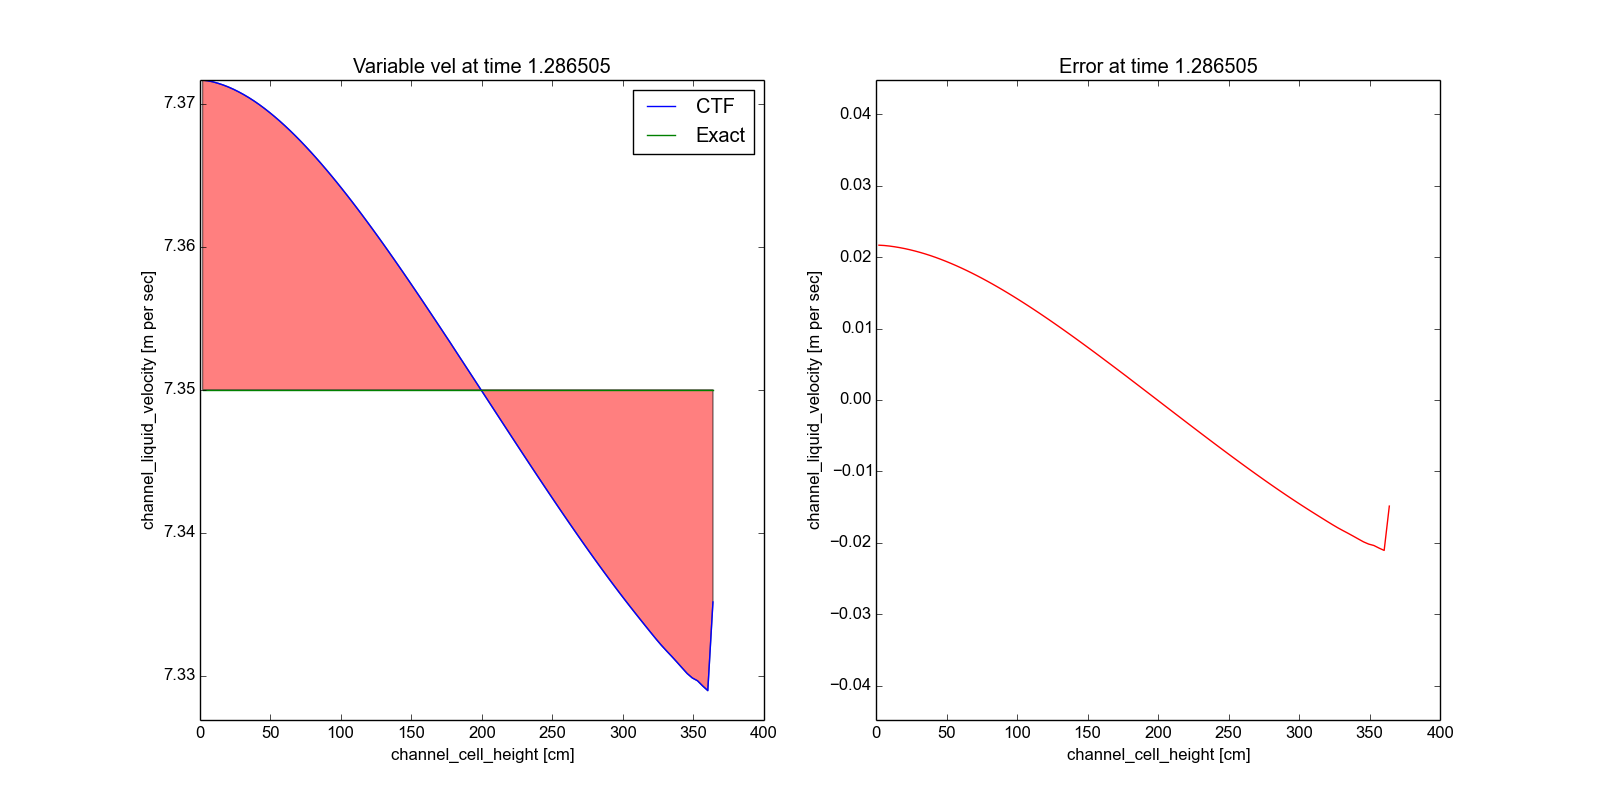 Variable vel at time 1.286505
CTF
Exact
7.37
7.36
7.35
7.34
7.33
channel_liquid_velocity [m per sec]
0 50 100 150 200 250 300 350 400
channel_cell_height [cm]
Error at time 1.286505
0.04
0.03
0.02
0.01
0.00
−0.01
−0.02
−0.03
−0.04
channel_liquid_velocity [m per sec]
0 50 100 150 200 250 300 350 400
channel_cell_height [cm]